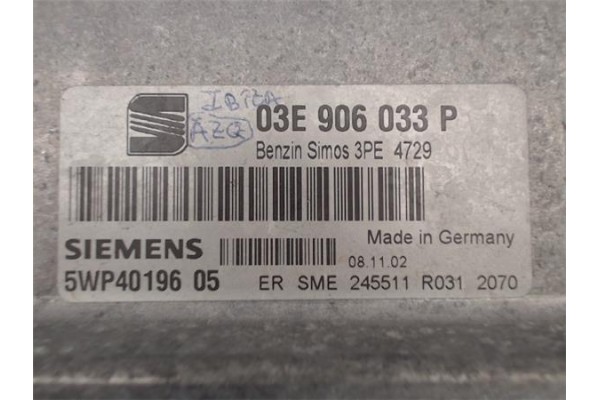 IBIZA
AZQ
03E 906 033 P
Benzin Simos 3PE 4729
SIEMENS
Made in Germany
08.11.02
5WP40196 05
ER SME 245511 R031 2070